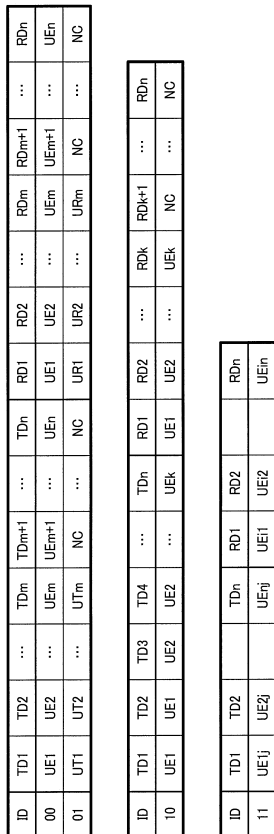 ID TD1 TD2 … TDm TDm+1 … TDn RD1 RD2 … RDm RDm+1 … RDn
00 UE1 UE2 … UEm UEm+1 … UEn UE1 UE2 … UEm UEm+1 … UEn
01 UT1 UT2 … UTm NC … NC UR1 UR2 … URm NC … NC
ID TD1 TD2 TD3 TD4 … TDn RD1 RD2 … RDk RDk+1 … RDn
10 UE1 UE1 UE2 UE2 … UEk UE1 UE2 … UEk NC … NC
ID TD1 TD2 TDn RD1 RD2 RDn
11 UE1j UE2j UEnj UEi1 UEi2 UEin